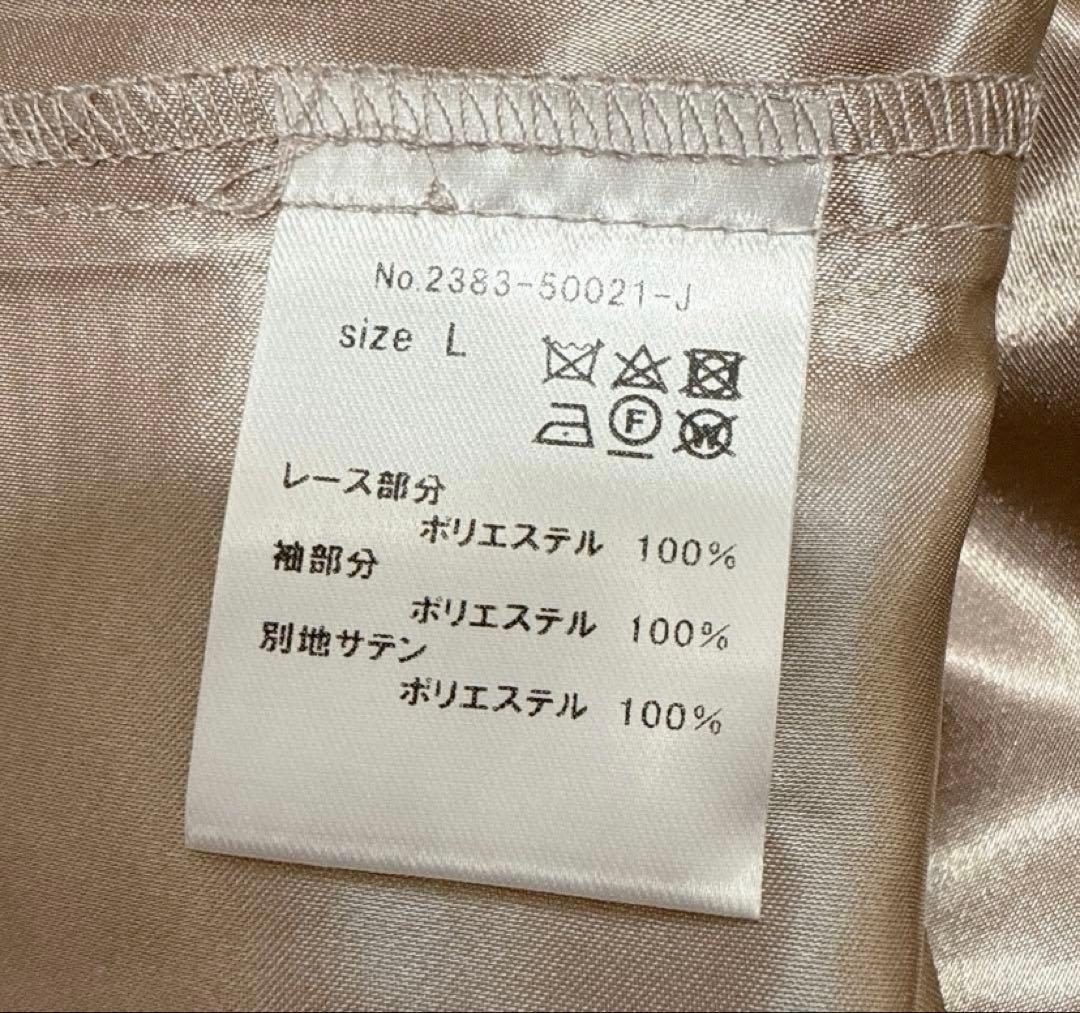 No.2383-50021-J
size L
F
W
レース部分
ポリエステル 100%
袖部分
ポリエステル 100%
別地サテン
ポリエステル 100%